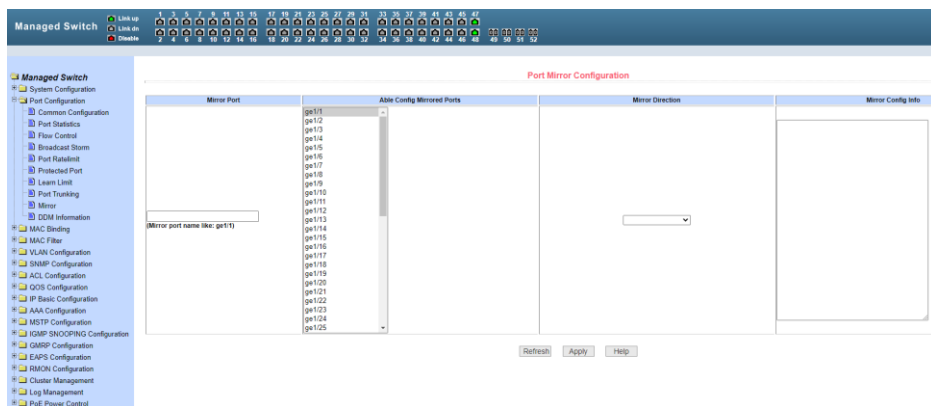 Managed Switch
Link up
Link dn
Disable
1 3 5 7 9 11 13 15 17 19 21 23 25 27 29 31 33 35 37 39 41 43 45 47
2 4 6 8 10 12 14 16 18 20 22 24 26 28 30 32 34 36 38 40 42 44 46 48 49 50 51 52
Managed Switch
System Configuration
Port Configuration
Common Configuration
Port Statistics
Flow Control
Broadcast Storm
Port Ratelimit
Protected Port
Learn Limit
Port Trunking
Mirror
DDM Information
MAC Binding
MAC Filter
VLAN Configuration
SNMP Configuration
ACL Configuration
QOS Configuration
IP Basic Configuration
AAA Configuration
MSTP Configuration
IGMP SNOOPING Configuration
GMRP Configuration
EAPS Configuration
RMON Configuration
Cluster Management
Log Management
PoE Power Control
Port Mirror Configuration
Mirror Port
Able Config Mirrored Ports
Mirror Direction
Mirror Config Info
(Mirror port name like: ge1/1)
ge1/1
ge1/2
ge1/3
ge1/4
ge1/5
ge1/6
ge1/7
ge1/8
ge1/9
ge1/10
ge1/11
ge1/12
ge1/13
ge1/14
ge1/15
ge1/16
ge1/17
ge1/18
ge1/19
ge1/20
ge1/21
ge1/22
ge1/23
ge1/24
ge1/25
Refresh
Apply
Help